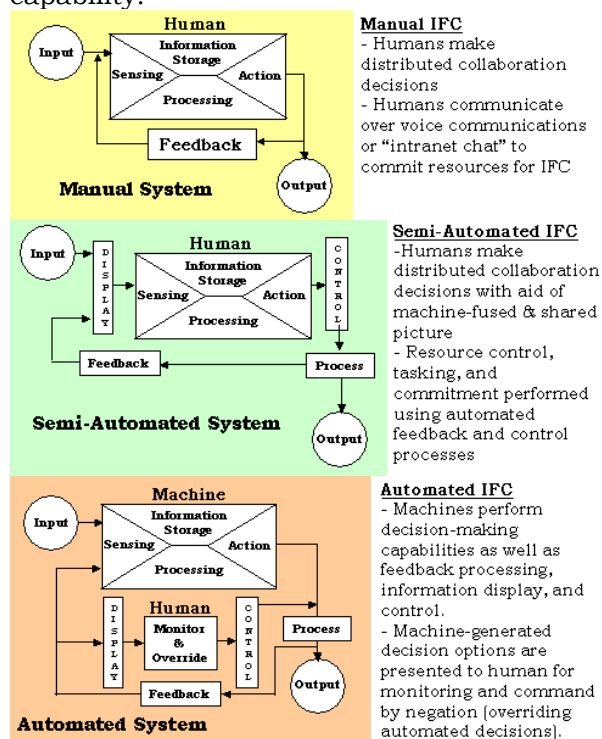 capability.
Human
Input
Information
Storage
Sensing
Action
Processing
Feedback
Output
Manual System
Manual IFC
- Humans make
distributed collaboration
decisions
- Humans communicate
over voice communications
or “intranet chat” to
commit resources for IFC
Human
Input
DISPLAY
Information
Storage
Sensing
Action
Processing
CONTROL
Feedback
Process
Output
Semi-Automated System
Semi-Automated IFC
-Humans make
distributed collaboration
decisions with aid of
machine-fused & shared
picture
- Resource control,
tasking, and
commitment performed
using automated
feedback and control
processes
Machine
Input
Information
Storage
Sensing
Action
Processing
DISPLAY
Human
Monitor
&
Override
CONTROL
Process
Feedback
Output
Automated System
Automated IFC
- Machines perform
decision-making
capabilities as well as
feedback processing,
information display, and
control.
- Machine-generated
decision options are
presented to human for
monitoring and command
by negation (overriding
automated decisions).